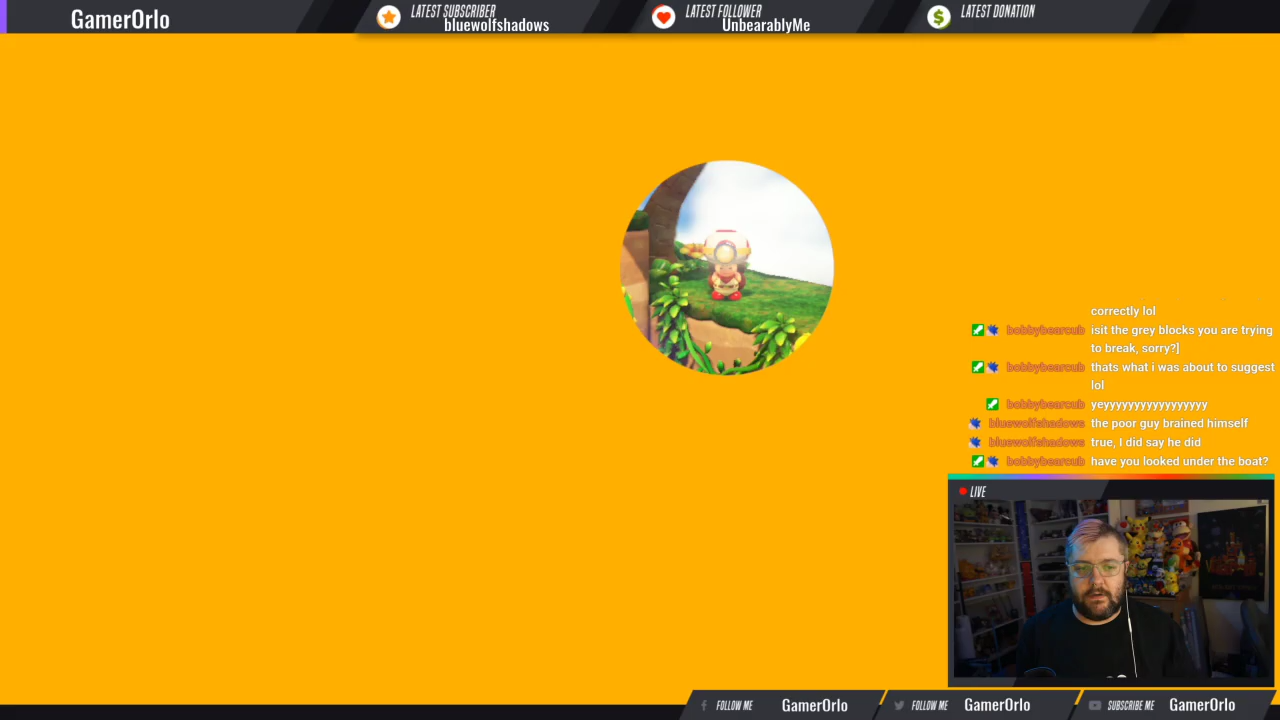 GamerOrlo
LATEST SUBSCRIBER
bluewolfshadows
LATEST FOLLOWER
UnbearablyMe
LATEST DONATION
correctly lol
bobbybearcub isit the grey blocks you are trying
to break, sorry?]
bobbybearcub thats what i was about to suggest
lol
bobbybearcub yeyyyyyyyyyyyyyyyyy
bluewolfshadows the poor guy brained himself
bluewolfshadows true, I did say he did
bobbybearcub have you looked under the boat?
LIVE
FOLLOW ME GamerOrlo
FOLLOW ME GamerOrlo
SUBSCRIBE ME GamerOrlo